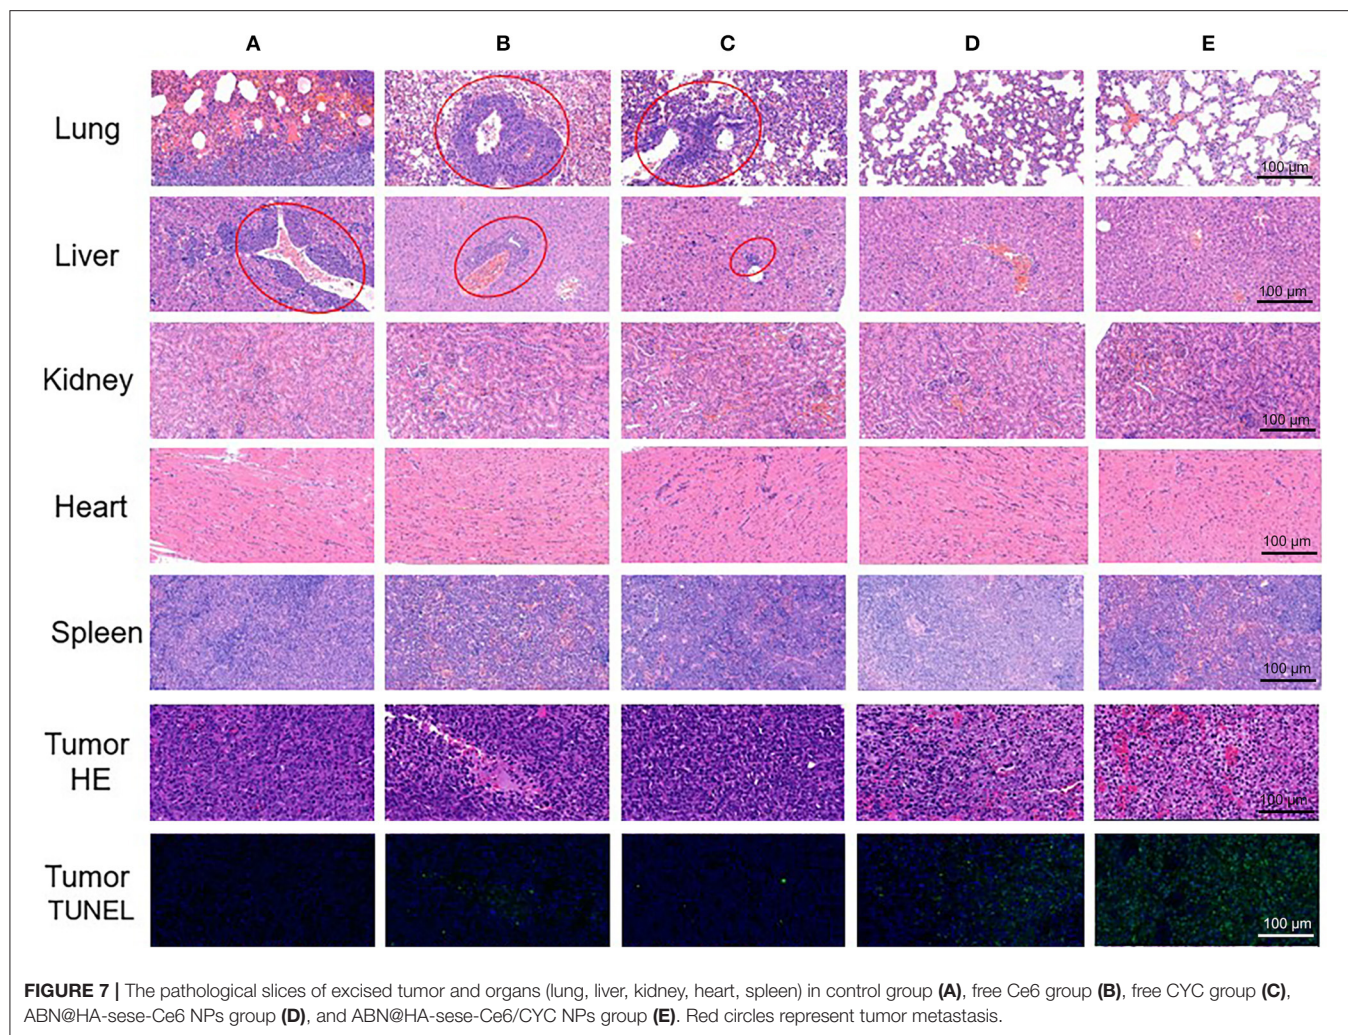 A B C D E
Lung
100 µm
Liver
100 µm
Kidney
100 µm
Heart
100 µm
Spleen
100 µm
Tumor
HE
100 µm
Tumor
TUNEL
100 µm
FIGURE 7 | The pathological slices of excised tumor and organs (lung, liver, kidney, heart, spleen) in control group (A), free Ce6 group (B), free CYC group (C),
ABN@HA-sese-Ce6 NPs group (D), and ABN@HA-sese-Ce6/CYC NPs group (E). Red circles represent tumor metastasis.